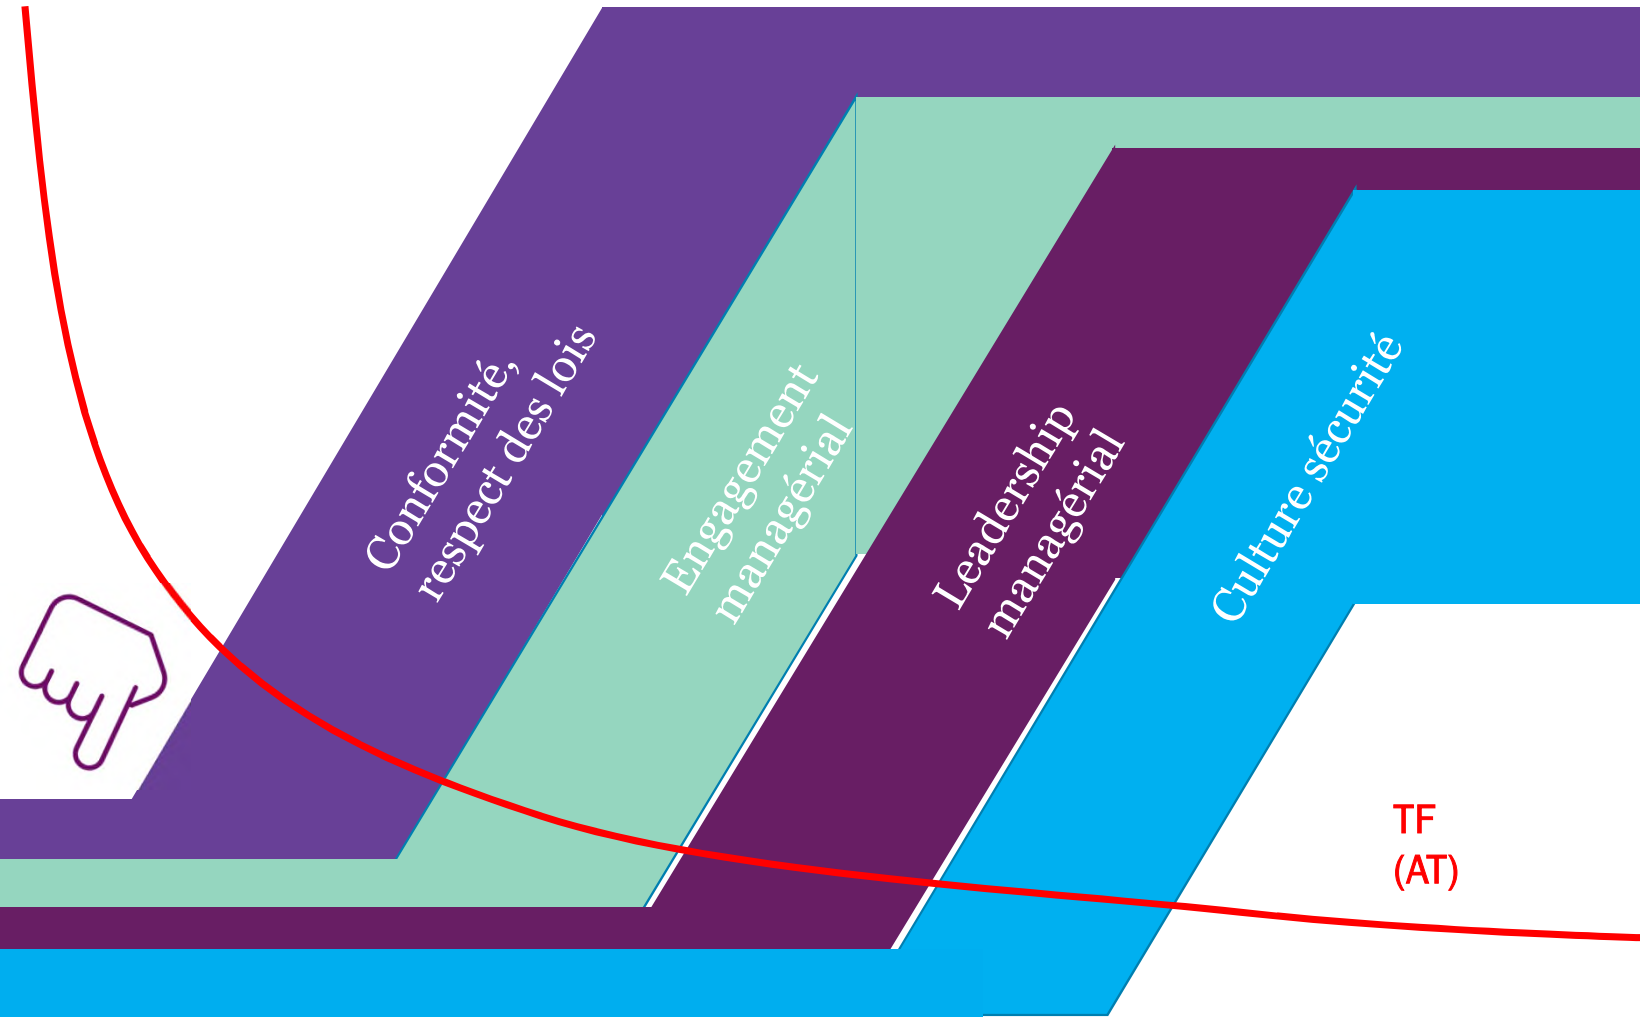 Conformité,
respect des lois
Engagement
managérial
Leadership
managérial
Culture sécurité
TF
(AT)